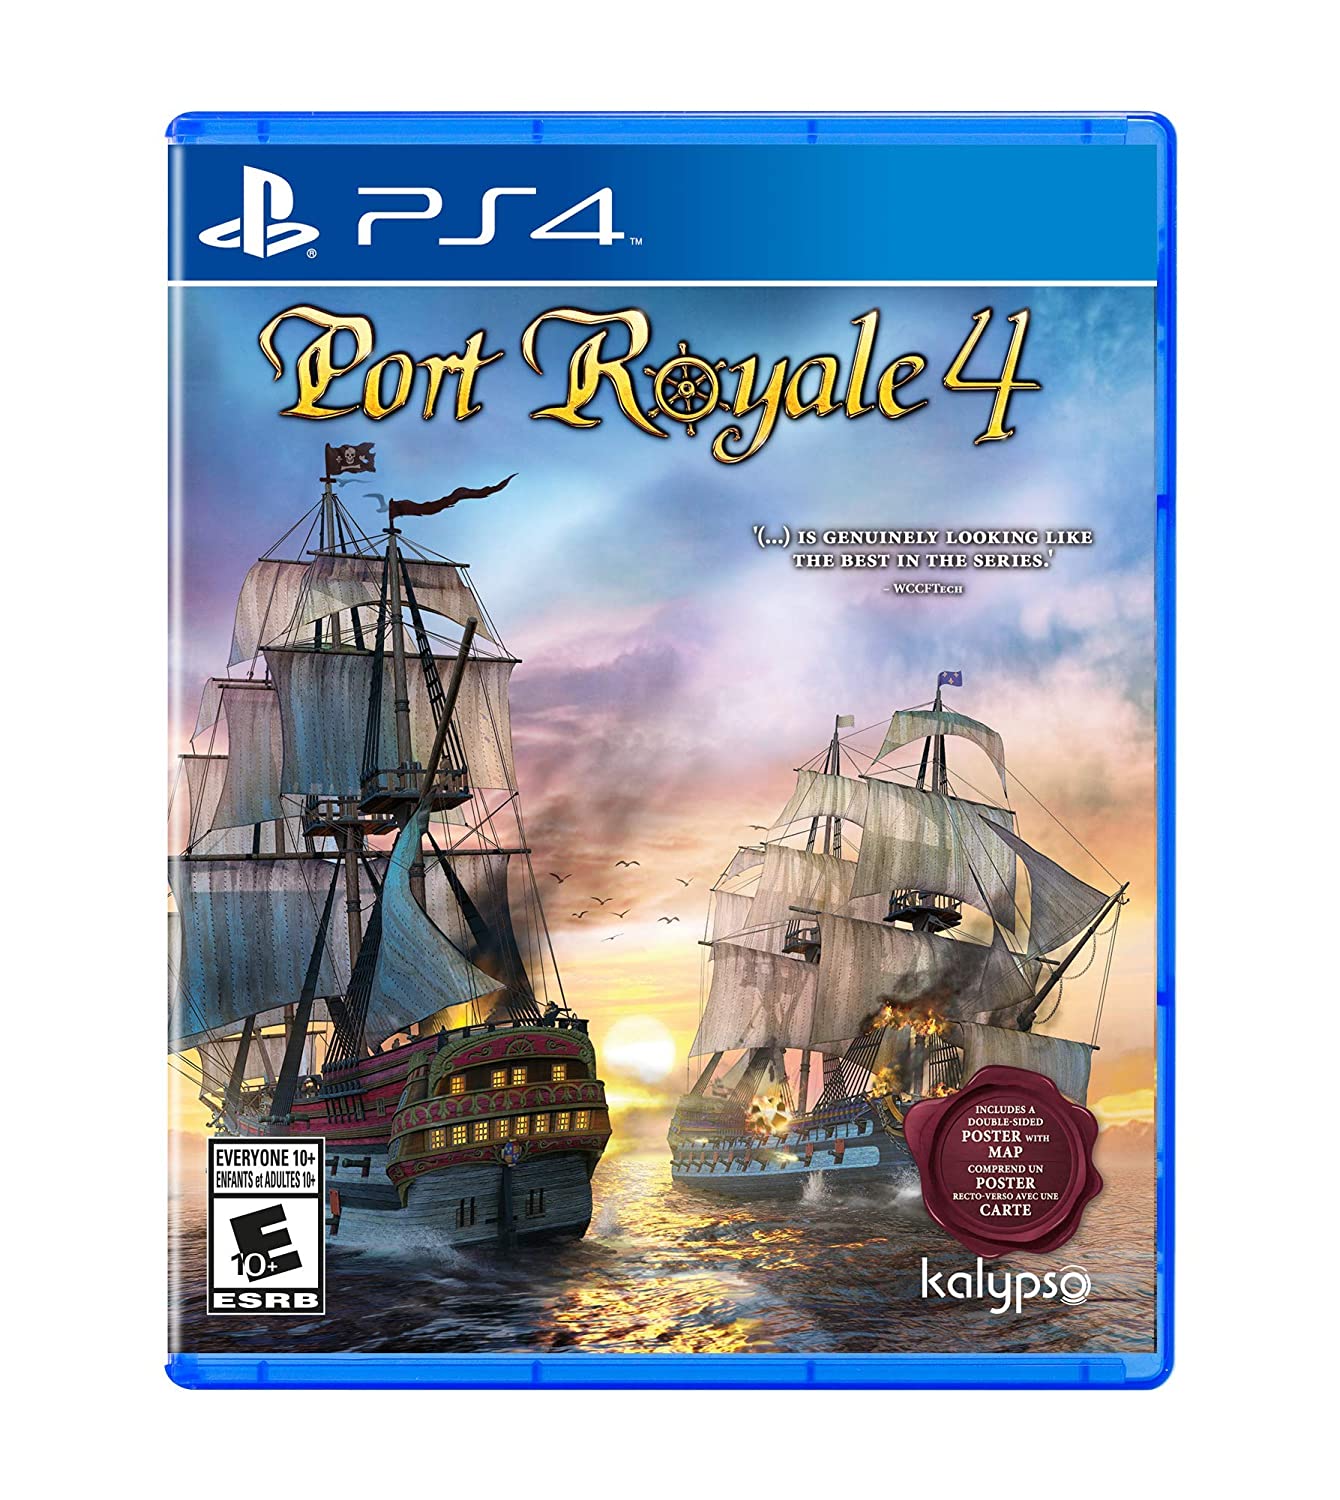 PS4™
®
Port Royale 4
'(...) IS GENUINELY LOOKING LIKE
THE BEST IN THE SERIES.'
– WCCFTECH
INCLUDES A
DOUBLE-SIDED
POSTER WITH
MAP
COMPREND UN
POSTER
RECTO-VERSO AVEC UNE
CARTE
EVERYONE 10+
ENFANTS et ADULTES 10+
E
10+
ESRB
kalypso